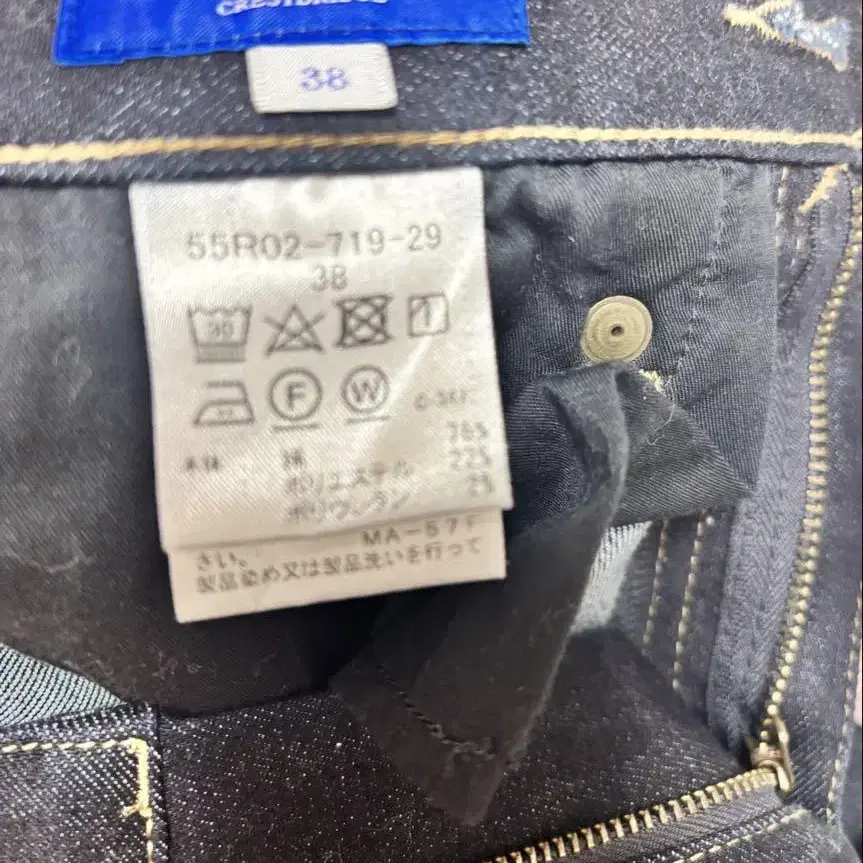 CRESTBRIDGE
38
55R02-719-29
38
30
F W
本体 綿
ポリエステル 22%
ポリウレタン 2%
MA-57F
さい。
製品染め又は製品洗いを行って